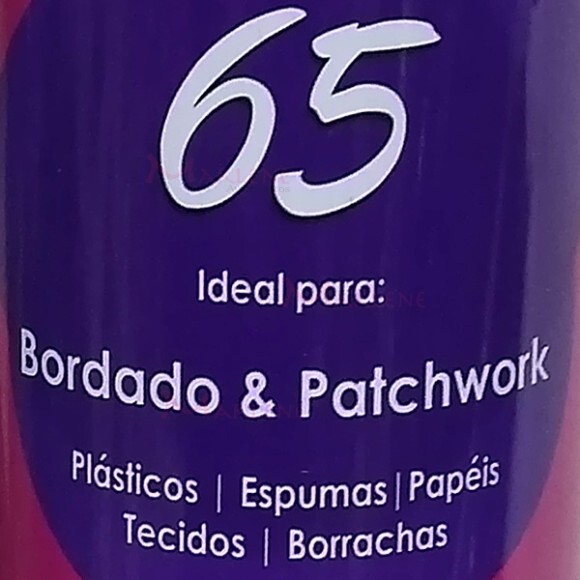 65
Ideal para:
Bordado & Patchwork
Plásticos | Espumas | Papéis
Tecidos | Borrachas